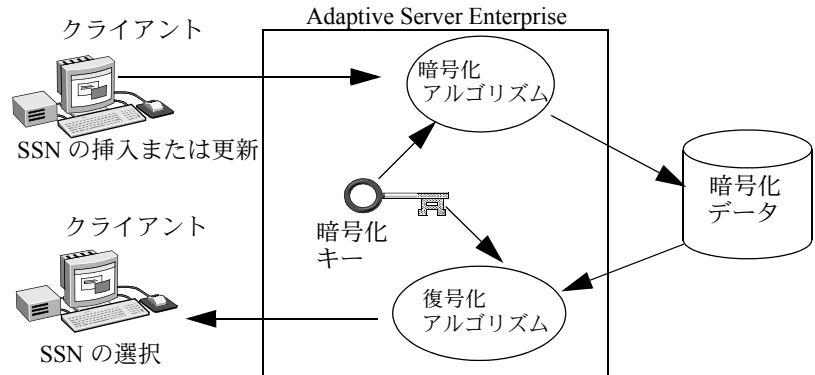 Adaptive Server Enterprise
クライアント
暗号化
アルゴリズム
SSN の挿入または更新
暗号化
データ
クライアント
暗号化
キー
復号化
アルゴリズム
SSN の選択